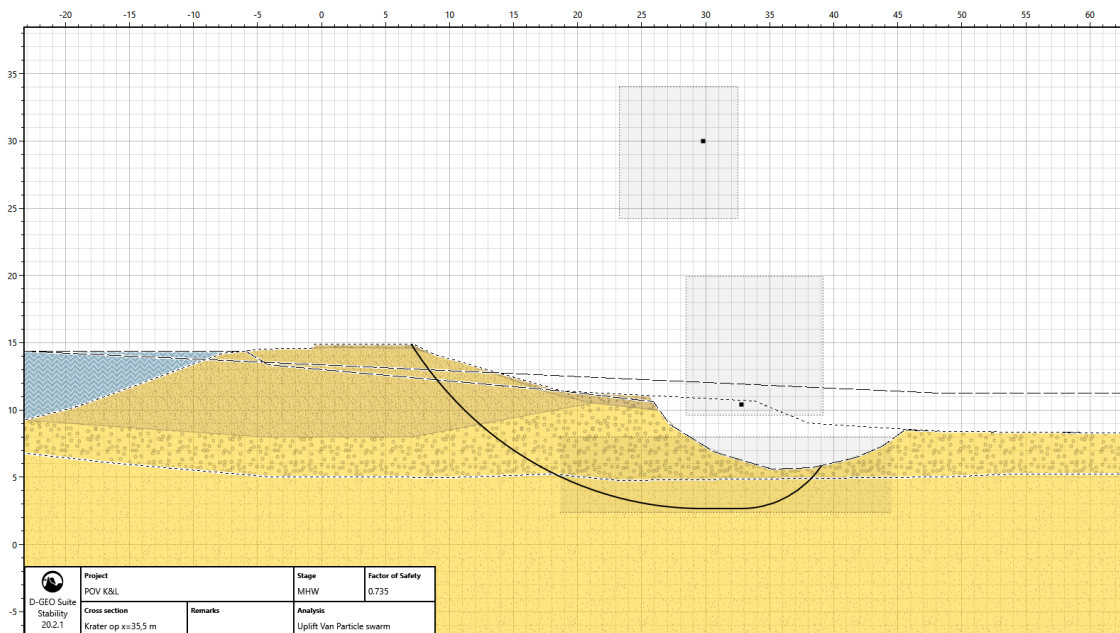 -20 -15 -10 -5 0 5 10 15 20 25 30 35 40 45 50 55 60
35
30
25
20
15
10
5
0
-5
Project Stage Factor of Safety
POV K&L MHW 0.735
D-GEO Suite
Stability
20.2.1
Cross section Remarks Analysis
Krater op x=35,5 m Uplift Van Particle swarm